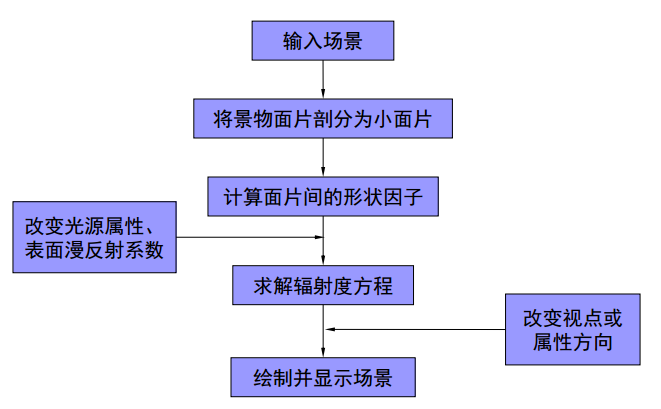 输入场景
将景物面片剖分为小面片
计算面片间的形状因子
改变光源属性、
表面漫反射系数
求解辐射度方程
改变视点或
属性方向
绘制并显示场景